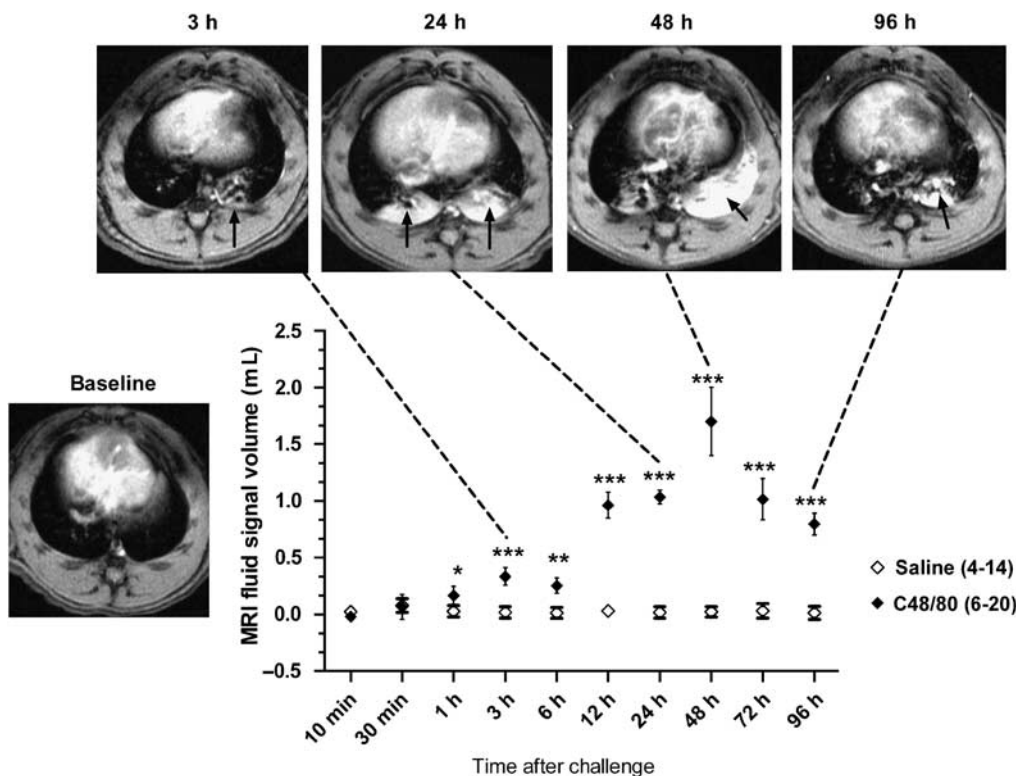 3 h
24 h
48 h
96 h
Baseline
MRI fluid signal volume (mL)
2.5
2.0
1.5
1.0
0.5
0.0
–0.5
*
***
**
***
***
***
***
***
Saline (4-14)
C48/80 (6-20)
10 min
30 min
1 h
3 h
6 h
12 h
24 h
48 h
72 h
96 h
Time after challenge